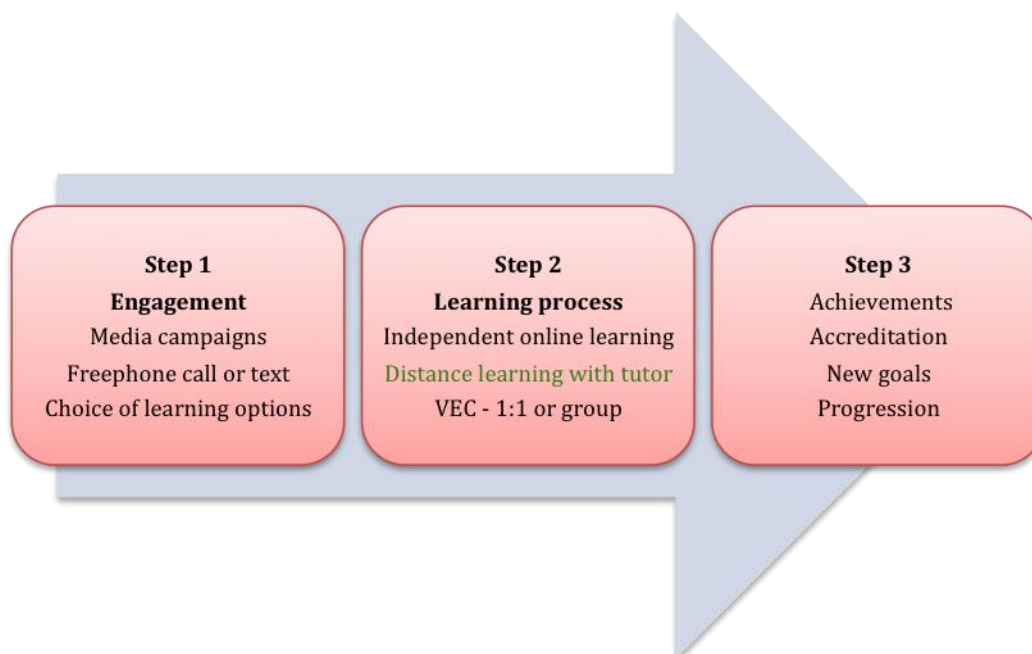 Step 1
Engagement
Media campaigns
Freephone call or text
Choice of learning options
Step 2
Learning process
Independent online learning
Distance learning with tutor
VEC - 1:1 or group
Step 3
Achievements
Accreditation
New goals
Progression